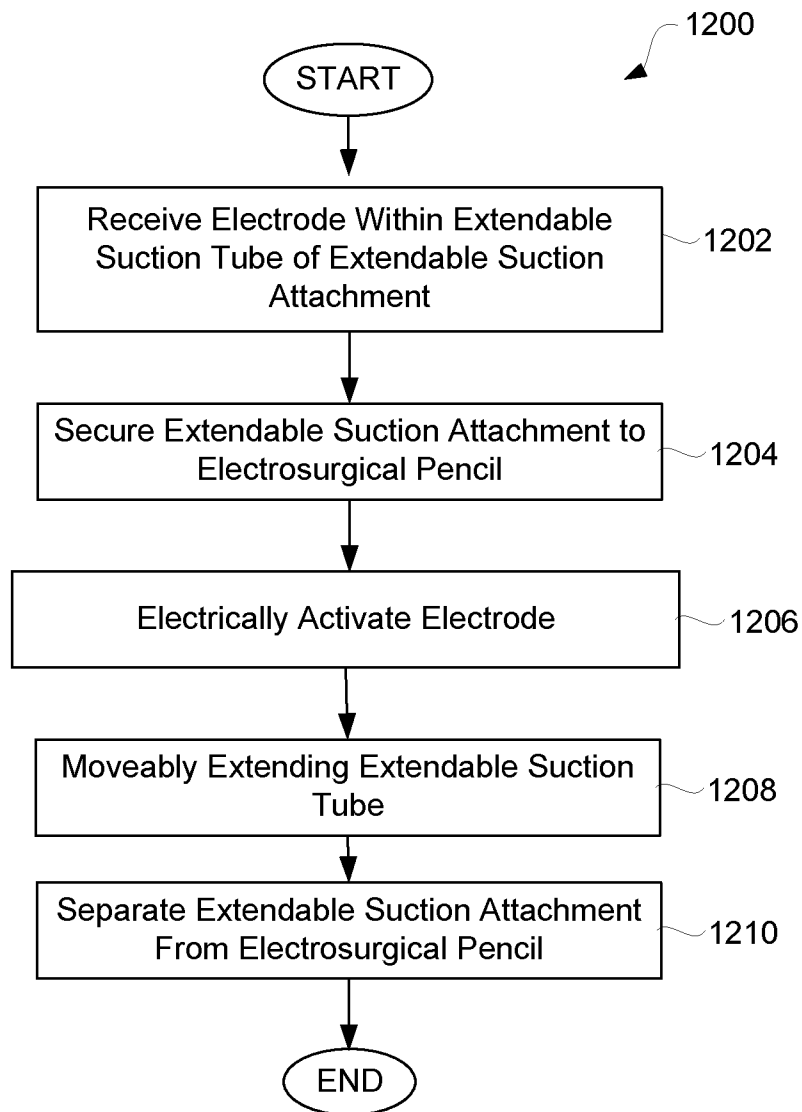 1200
START
Receive Electrode Within Extendable
Suction Tube of Extendable Suction
Attachment
1202
Secure Extendable Suction Attachment to
Electrosurgical Pencil
1204
Electrically Activate Electrode
1206
Moveably Extending Extendable Suction
Tube
1208
Separate Extendable Suction Attachment
From Electrosurgical Pencil
1210
END